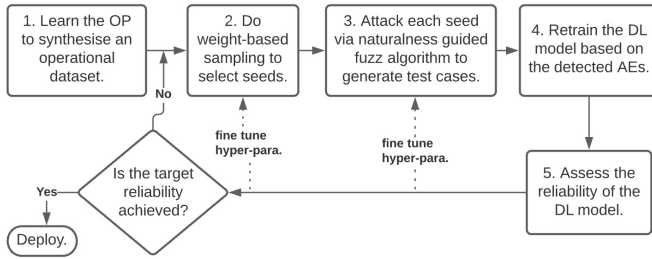 1. Learn the OP
to synthesise an
operational
dataset.
2. Do
weight-based
sampling to
select seeds.
3. Attack each seed
via naturalness guided
fuzz algorithm to
generate test cases.
4. Retrain the DL
model based on
the detected AEs.
No
fine tune
hyper-para.
fine tune
hyper-para.
Is the target
reliability
achieved?
5. Assess the
reliability of the
DL model.
Yes
Deploy.